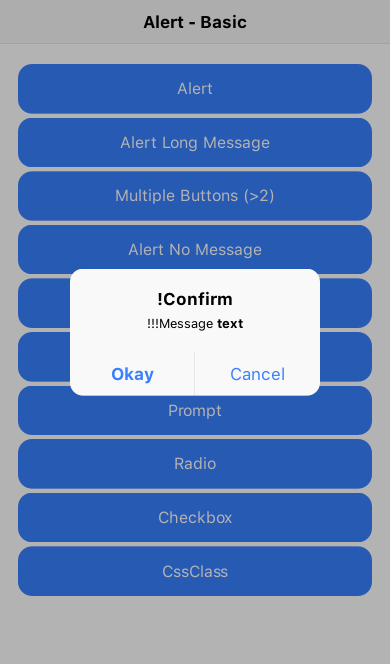 Alert - Basic
Alert
Alert Long Message
Multiple Buttons (>2)
Alert No Message
!Confirm
!!!Message text
Okay
Cancel
Prompt
Radio
Checkbox
CssClass